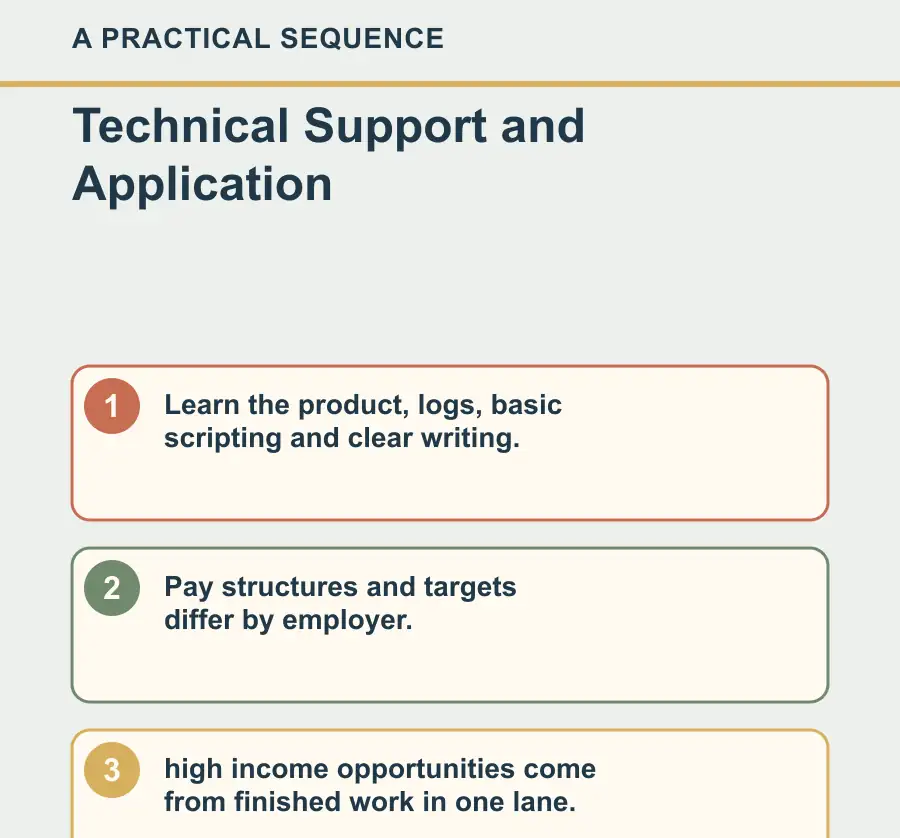 A PRACTICAL SEQUENCE
Technical Support and
Application
1
Learn the product, logs, basic
scripting and clear writing.
2
Pay structures and targets
differ by employer.
3
high income opportunities come
from finished work in one lane.